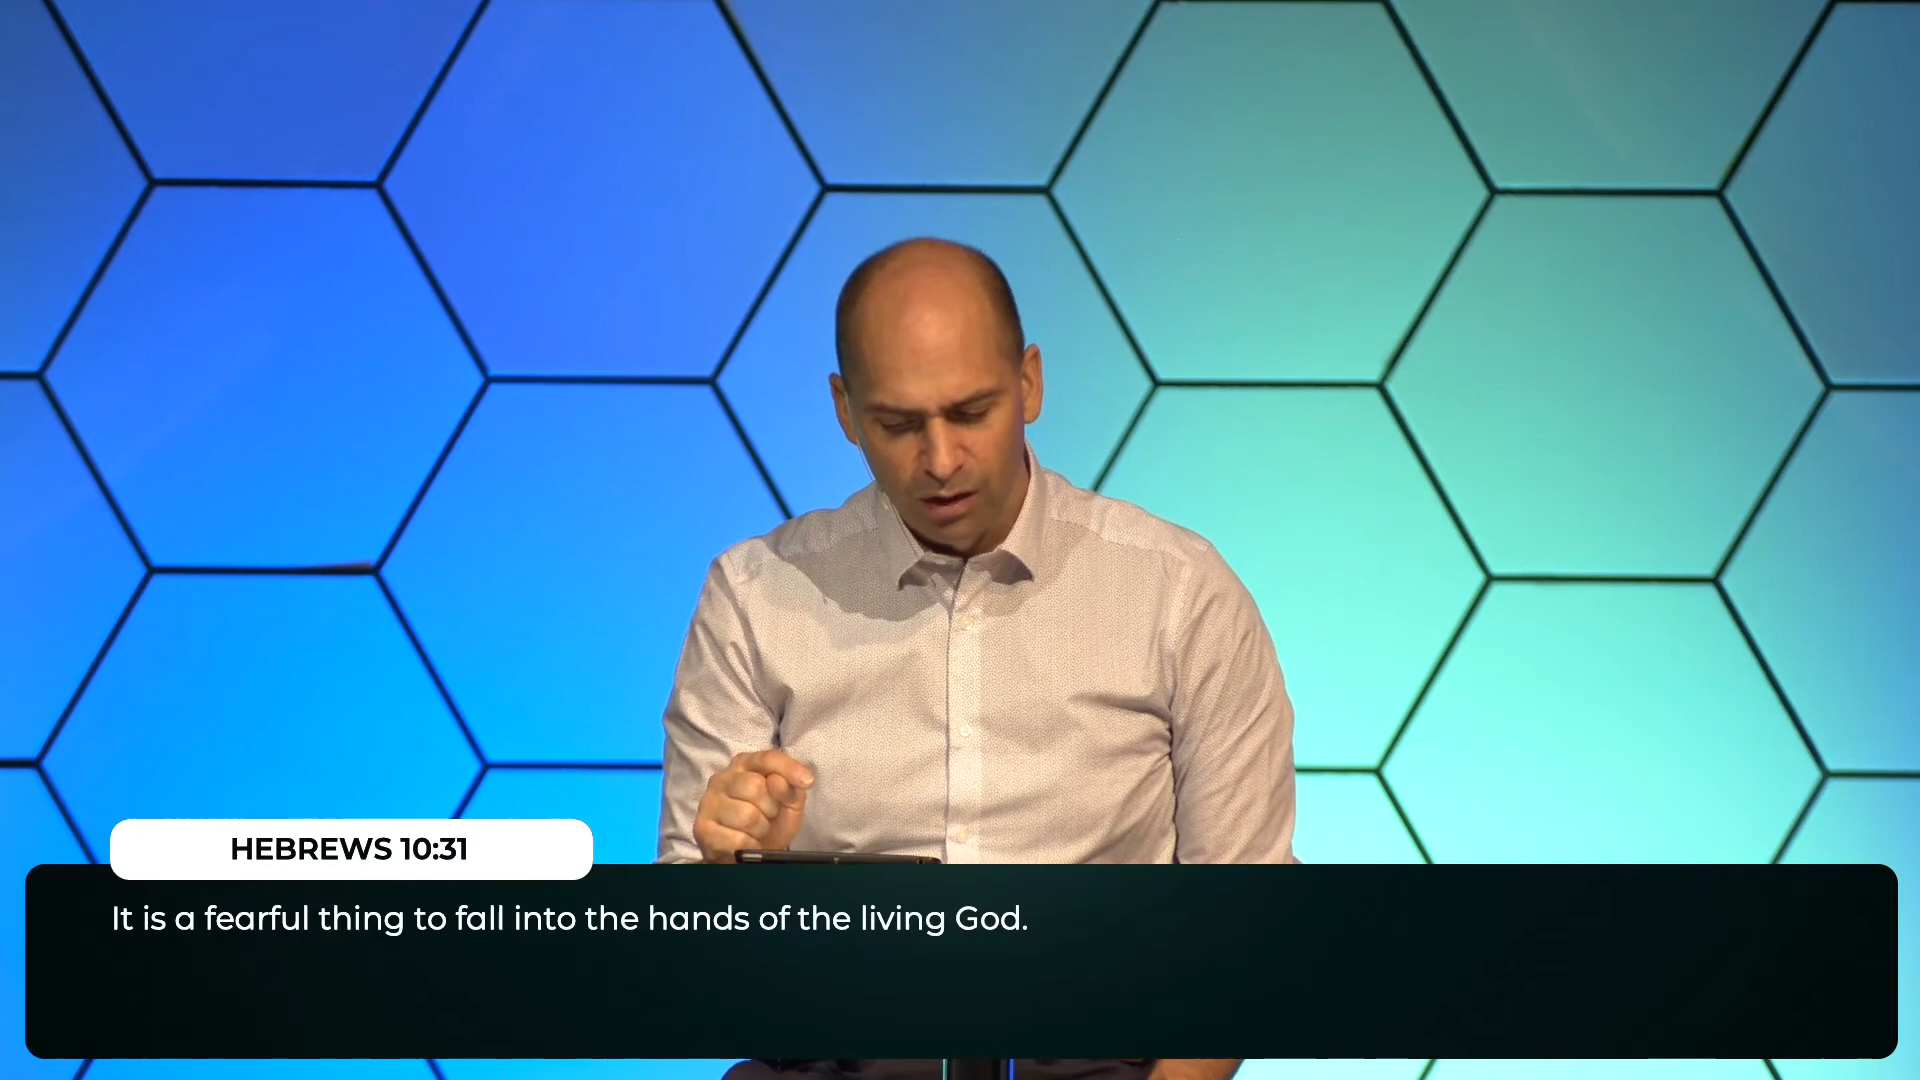 HEBREWS 10:31
It is a fearful thing to fall into the hands of the living God.